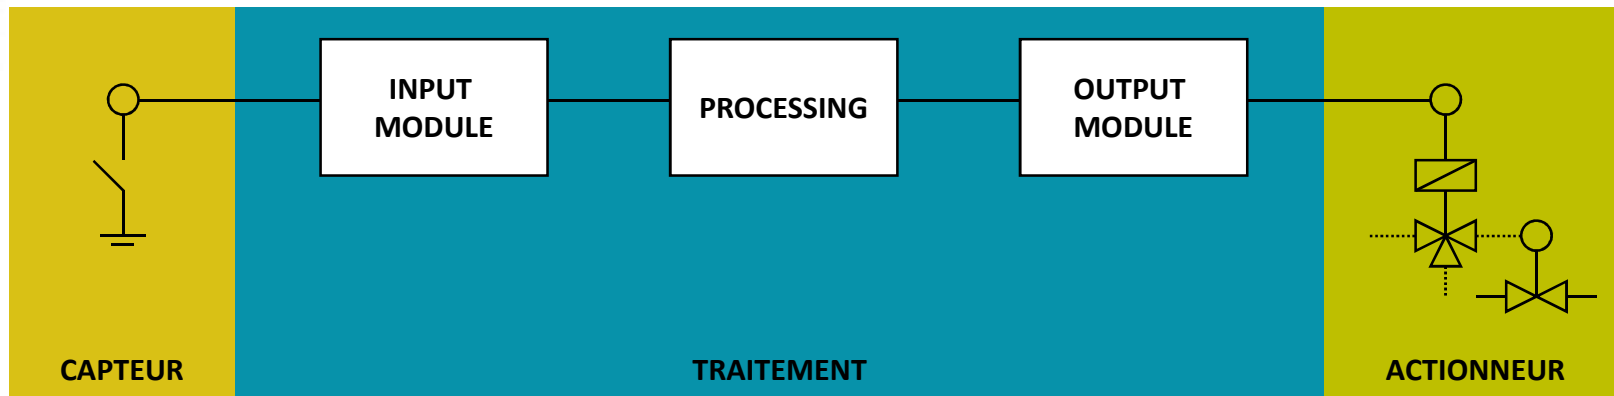 INPUT
MODULE
PROCESSING
OUTPUT
MODULE
CAPTEUR
TRAITEMENT
ACTIONNEUR